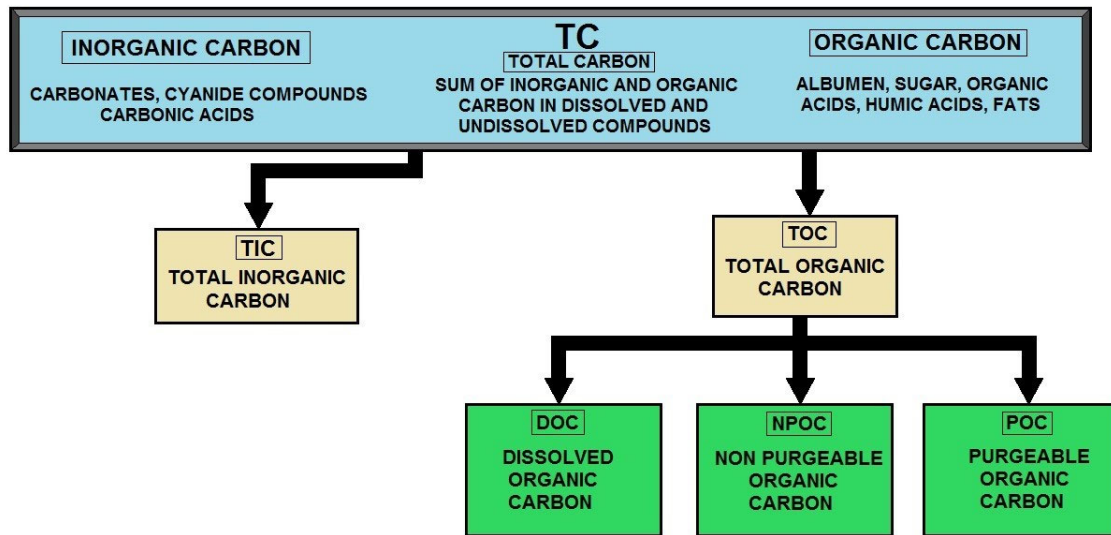 INORGANIC CARBON
CARBONATES, CYANIDE COMPOUNDS
CARBONIC ACIDS
TC
TOTAL CARBON
SUM OF INORGANIC AND ORGANIC
CARBON IN DISSOLVED AND
UNDISSOLVED COMPOUNDS
ORGANIC CARBON
ALBUMEN, SUGAR, ORGANIC
ACIDS, HUMIC ACIDS, FATS
TIC
TOTAL INORGANIC
CARBON
TOC
TOTAL ORGANIC
CARBON
DOC
DISSOLVED
ORGANIC
CARBON
NPOC
NON PURGEABLE
ORGANIC
CARBON
POC
PURGEABLE
ORGANIC
CARBON